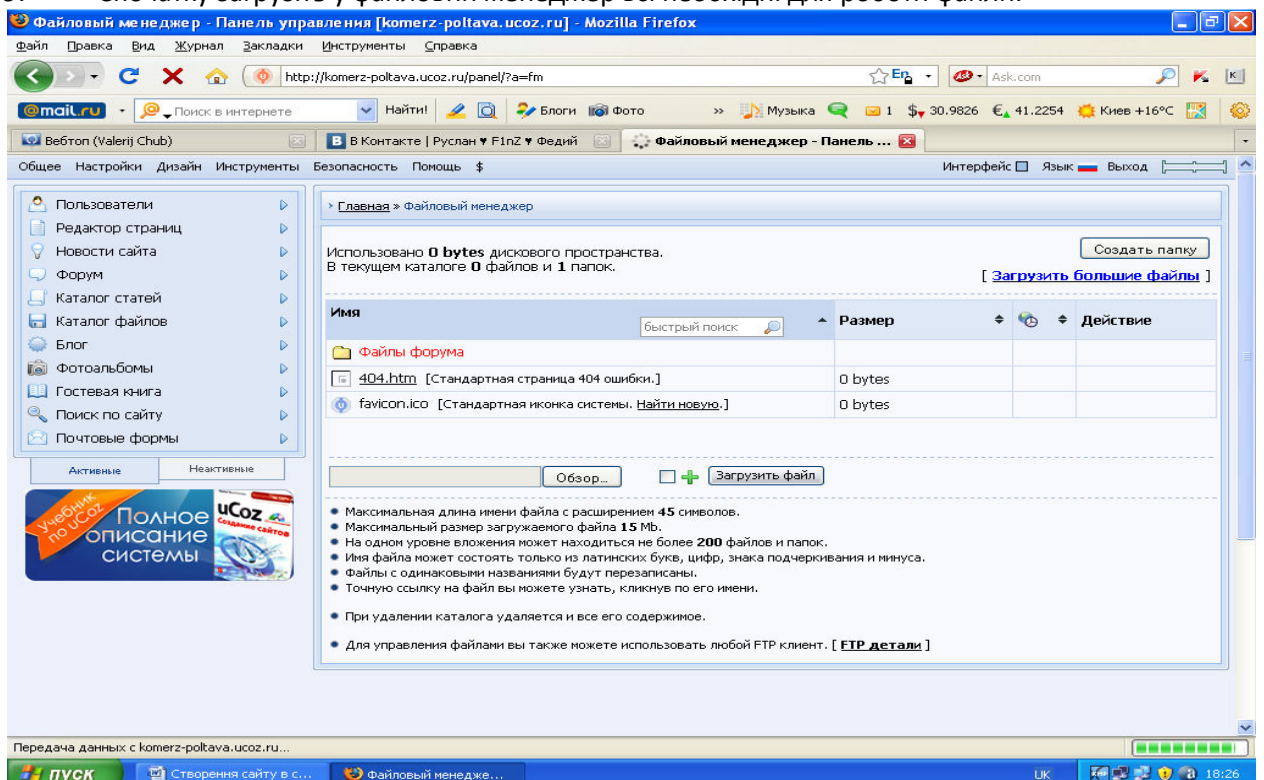 Спочатку загрузіть у файловий менеджер всі необхідні для роботи файли.
Файловый менеджер - Панель управления [komerz-poltava.ucoz.ru] - Mozilla Firefox
Файл Правка Вид Журнал Закладки Инструменты Справка
http://komerz-poltava.ucoz.ru/panel/?a=fm
Ask.com
@mail.ru Поиск в интернете Найти! Блоги Фото » Музыка 1 $ 30.9826 € 41.2254 Киев +16°C
Вебтоп (Valerij Chub) В Контакте | Руслан ♥ F1nZ ♥ Федий Файловый менеджер - Панель ...
Общее Настройки Дизайн Инструменты Безопасность Помощь $ Интерфейс Язык Выход
Пользователи
Редактор страниц
Новости сайта
Форум
Каталог статей
Каталог файлов
Блог
Фотоальбомы
Гостевая книга
Поиск по сайту
Почтовые формы
Активные Неактивные
Учебник по uCoz
Полное описание системы
uCoz
Создание сайтов
› Главная » Файловый менеджер
Использовано 0 bytes дискового пространства.
В текущем каталоге 0 файлов и 1 папок.
Создать папку
[ Загрузить большие файлы ]
Имя быстрый поиск Размер Действие
Файлы форума
404.htm [Стандартная страница 404 ошибки.] 0 bytes
favicon.ico [Стандартная иконка системы. Найти новую.] 0 bytes
Обзор... Загрузить файл
• Максимальная длина имени файла с расширением 45 символов.
• Максимальный размер загружаемого файла 15 Mb.
• На одном уровне вложения может находиться не более 200 файлов и папок.
• Имя файла может состоять только из латинских букв, цифр, знака подчеркивания и минуса.
• Файлы с одинаковыми названиями будут перезаписаны.
• Точную ссылку на файл вы можете узнать, кликнув по его имени.
• При удалении каталога удаляется и все его содержимое.
• Для управления файлами вы также можете использовать любой FTP клиент. [ FTP детали ]
Передача данных с komerz-poltava.ucoz.ru...
пуск Створення сайту в с... Файловый менедже... UK 18:26